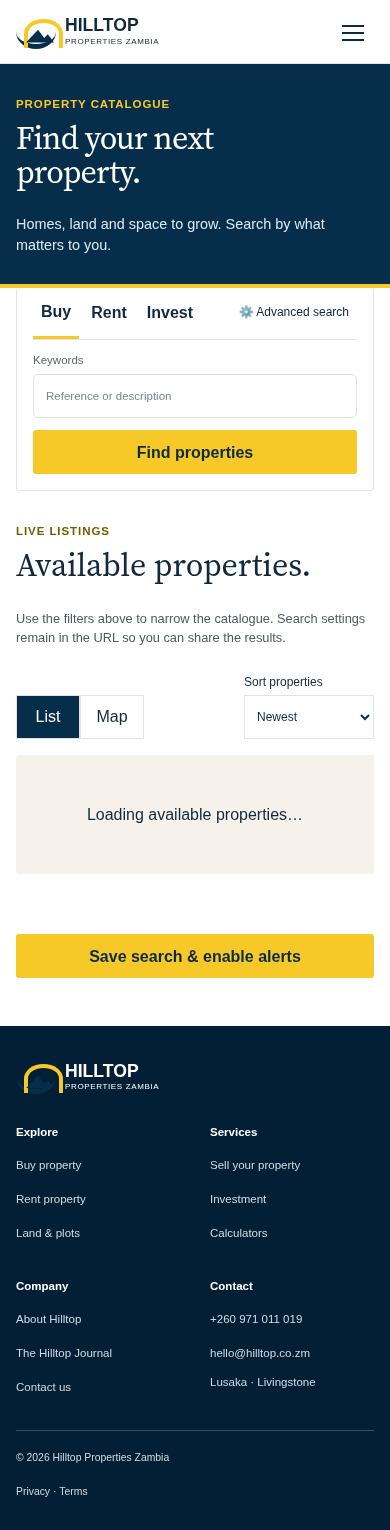 HILLTOP
PROPERTIES ZAMBIA
PROPERTY CATALOGUE
Find your next
property.
Homes, land and space to grow. Search by what
matters to you.
Buy Rent Invest ⚙️ Advanced search
Keywords
Reference or description
Find properties
LIVE LISTINGS
Available properties.
Use the filters above to narrow the catalogue. Search settings
remain in the URL so you can share the results.
Sort properties
List Map Newest
Loading available properties…
Save search & enable alerts
HILLTOP
PROPERTIES ZAMBIA
Explore
Buy property
Rent property
Land & plots
Services
Sell your property
Investment
Calculators
Company
About Hilltop
The Hilltop Journal
Contact us
Contact
+260 971 011 019
hello@hilltop.co.zm
Lusaka · Livingstone
© 2026 Hilltop Properties Zambia
Privacy · Terms